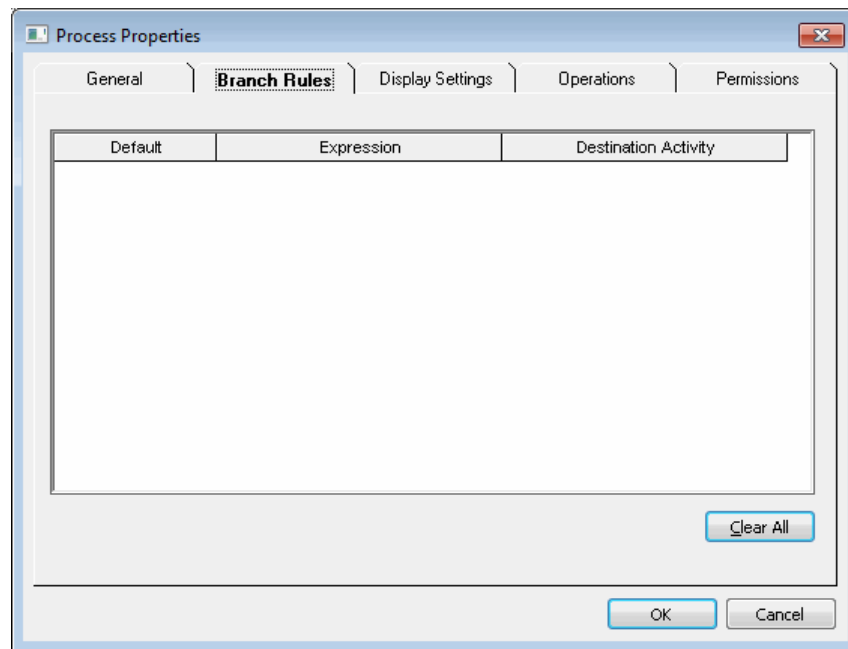 Process Properties
General Branch Rules Display Settings Operations Permissions
Default Expression Destination Activity
Clear All
OK Cancel